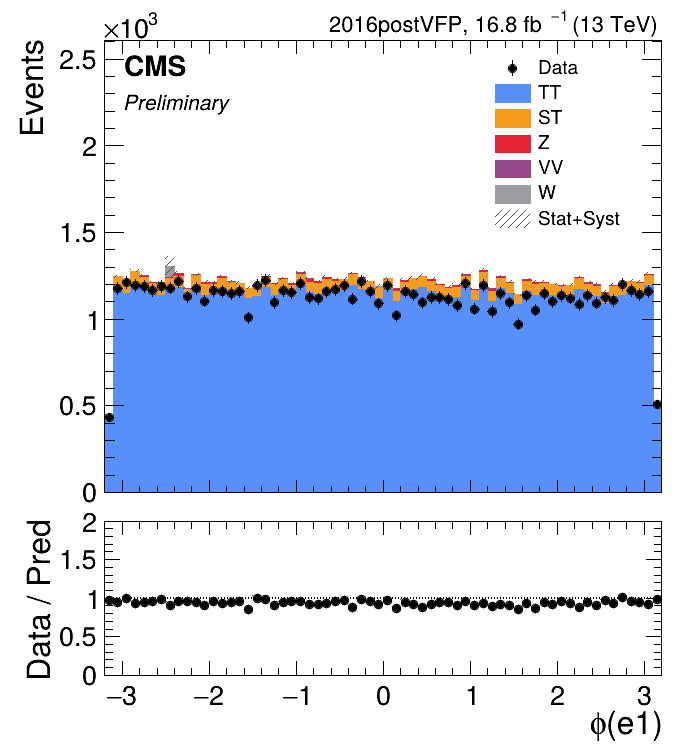 ×10³
2016postVFP, 16.8 fb ⁻¹ (13 TeV)
Events
CMS
Preliminary
Data
TT
ST
Z
VV
W
Stat+Syst
2.5
2
1.5
1
0.5
0
Data / Pred
2
1.5
1
0.5
0
−3 −2 −1 0 1 2 3
ϕ(e1)